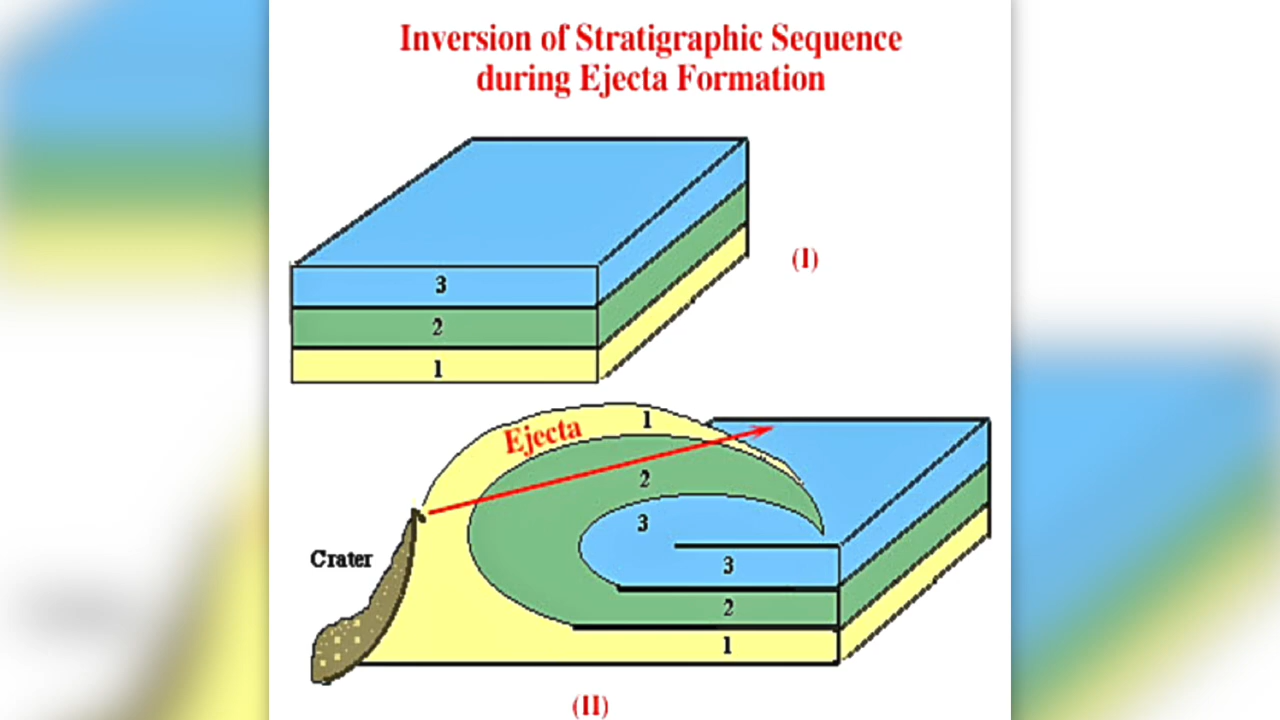 Inversion of Stratigraphic Sequence
during Ejecta Formation
(I)
3
2
1
1
Ejecta
2
3
Crater
3
2
1
(II)